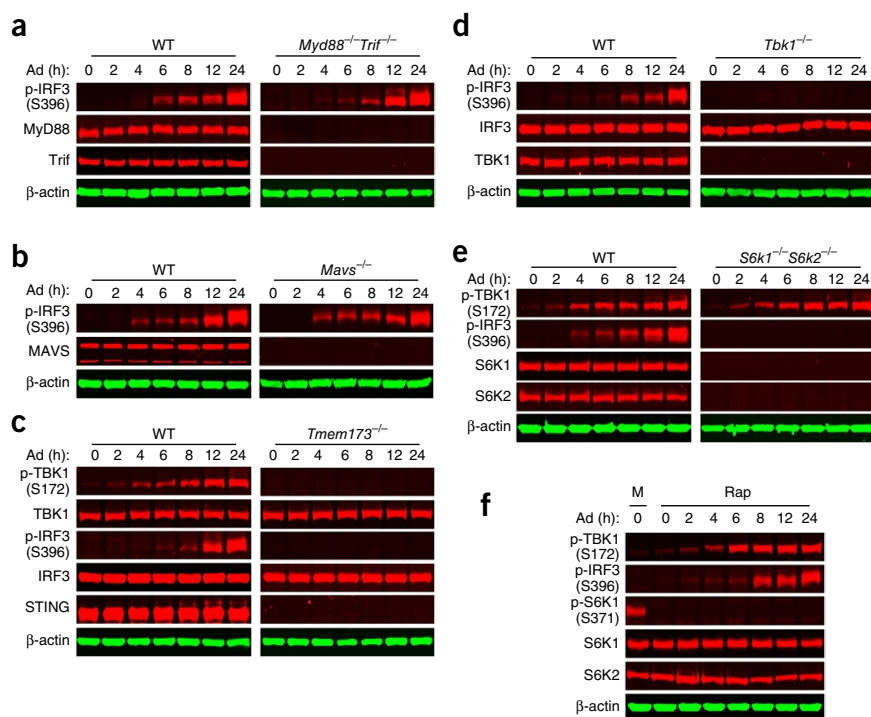 a
WT Myd88⁻/⁻Trif⁻/⁻
Ad (h): 0 2 4 6 8 12 24 0 2 4 6 8 12 24
p-IRF3
(S396)
MyD88
Trif
β-actin
b
WT Mavs⁻/⁻
Ad (h): 0 2 4 6 8 12 24 0 2 4 6 8 12 24
p-IRF3
(S396)
MAVS
β-actin
c
WT Tmem173⁻/⁻
Ad (h): 0 2 4 6 8 12 24 0 2 4 6 8 12 24
p-TBK1
(S172)
TBK1
p-IRF3
(S396)
IRF3
STING
β-actin
d
WT Tbk1⁻/⁻
Ad (h): 0 2 4 6 8 12 24 0 2 4 6 8 12 24
p-IRF3
(S396)
IRF3
TBK1
β-actin
e
WT S6k1⁻/⁻S6k2⁻/⁻
Ad (h): 0 2 4 6 8 12 24 0 2 4 6 8 12 24
p-TBK1
(S172)
p-IRF3
(S396)
S6K1
S6K2
β-actin
f
M Rap
Ad (h): 0 0 2 4 6 8 12 24
p-TBK1
(S172)
p-IRF3
(S396)
p-S6K1
(S371)
S6K1
S6K2
β-actin